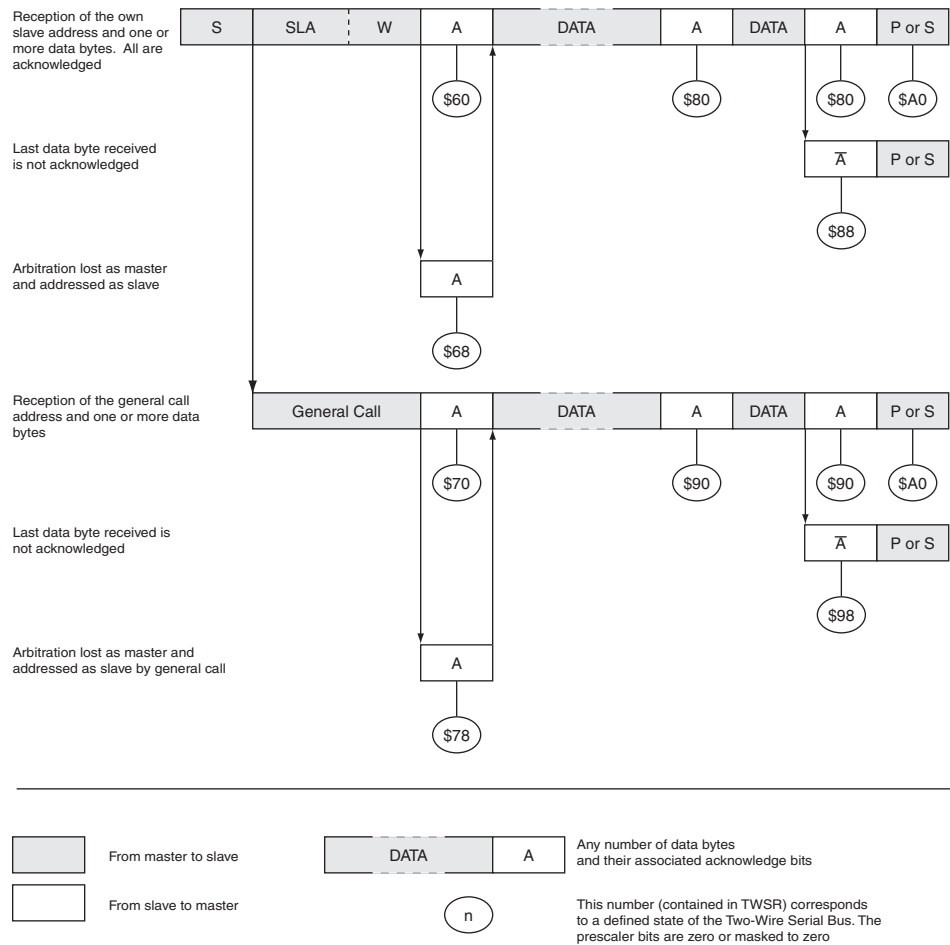 Reception of the own
slave address and one or
more data bytes.  All are
acknowledged
S SLA W A DATA A DATA A P or S
$60 $80 $80 $A0
Last data byte received
is not acknowledged
A̅ P or S
$88
Arbitration lost as master
and addressed as slave
A
$68
Reception of the general call
address and one or more data
bytes
General Call A DATA A DATA A P or S
$70 $90 $90 $A0
Last data byte received is
not acknowledged
A̅ P or S
$98
Arbitration lost as master and
addressed as slave by general call
A
$78
From master to slave
DATA A
Any number of data bytes
and their associated acknowledge bits
From slave to master
n
This number (contained in TWSR) corresponds
to a defined state of the Two-Wire Serial Bus. The
prescaler bits are zero or masked to zero